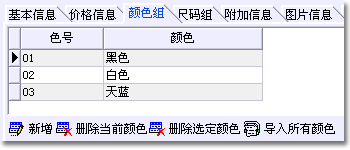 基本信息 价格信息 颜色组 尺码组 附加信息 图片信息
色号 颜色
01 黑色
02 白色
03 天蓝
新增 删除当前颜色 删除选定颜色 导入所有颜色